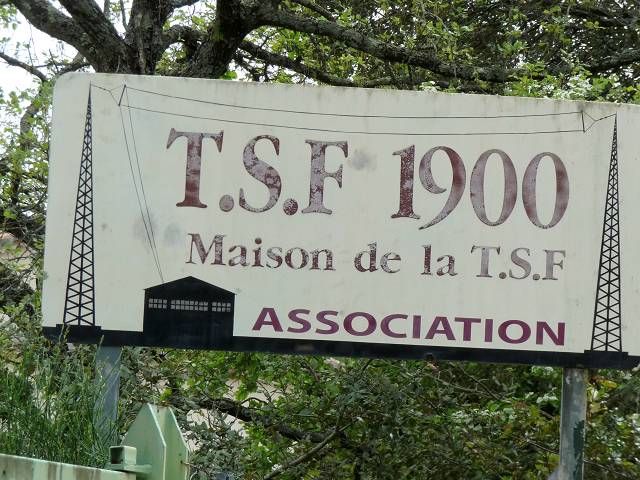 T.S.F 1900
Maison de la T.S.F
ASSOCIATION